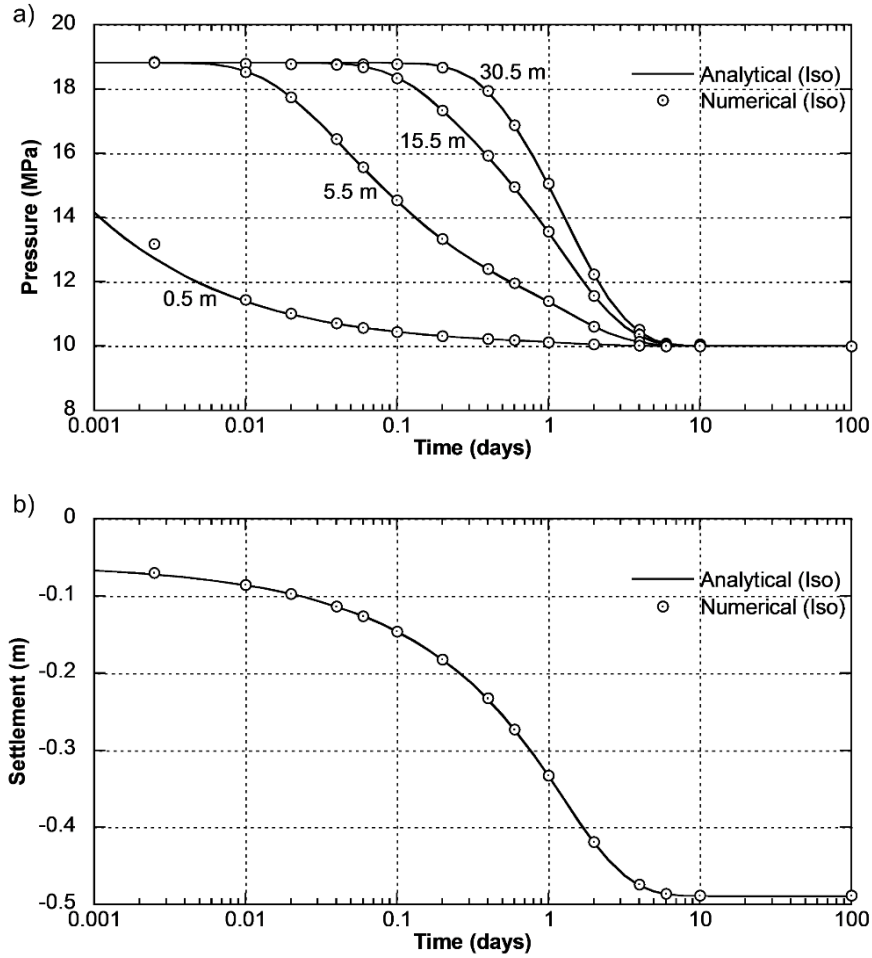 a)
20
18
16
14
12
10
8
Pressure (MPa)
30.5 m
15.5 m
5.5 m
0.5 m
Analytical (Iso)
Numerical (Iso)
0.001 0.01 0.1 1 10 100
Time (days)
b)
0
-0.1
-0.2
-0.3
-0.4
-0.5
Settlement (m)
Analytical (Iso)
Numerical (Iso)
0.001 0.01 0.1 1 10 100
Time (days)